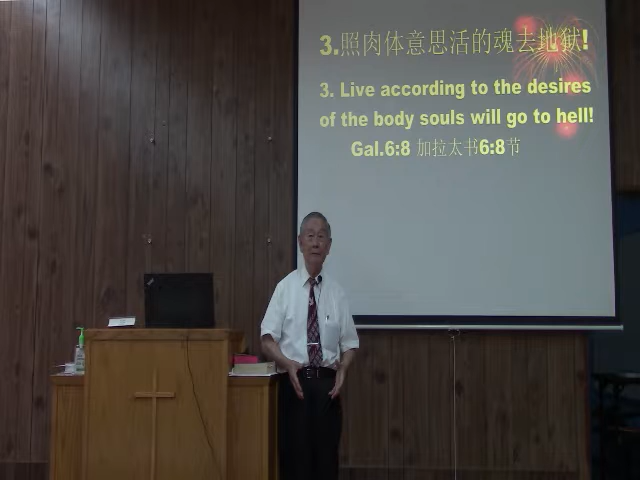 3.照肉体意思活的魂去地狱!
3. Live according to the desires
of the body souls will go to hell!
Gal.6:8 加拉太书6:8节